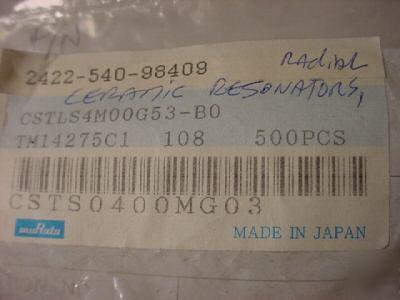 P/N
2422-540-98409
RADIAL
CERAMIC RESONATORS,
CSTLS4M00G53-B0
TM14275C1 108 500PCS
CSTS0400MG03
muRata MADE IN JAPAN